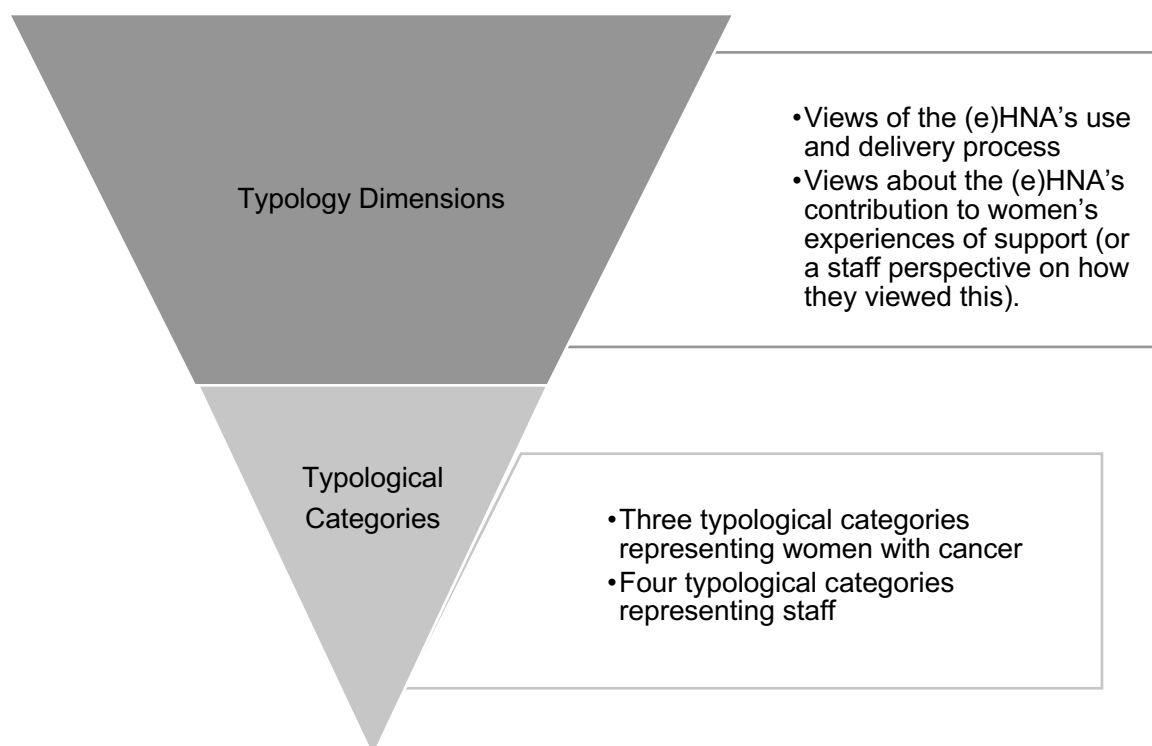 Typology Dimensions
•Views of the (e)HNA’s use
and delivery process
•Views about the (e)HNA’s
contribution to women’s
experiences of support (or
a staff perspective on how
they viewed this).
Typological
Categories
•Three typological categories
representing women with cancer
•Four typological categories
representing staff